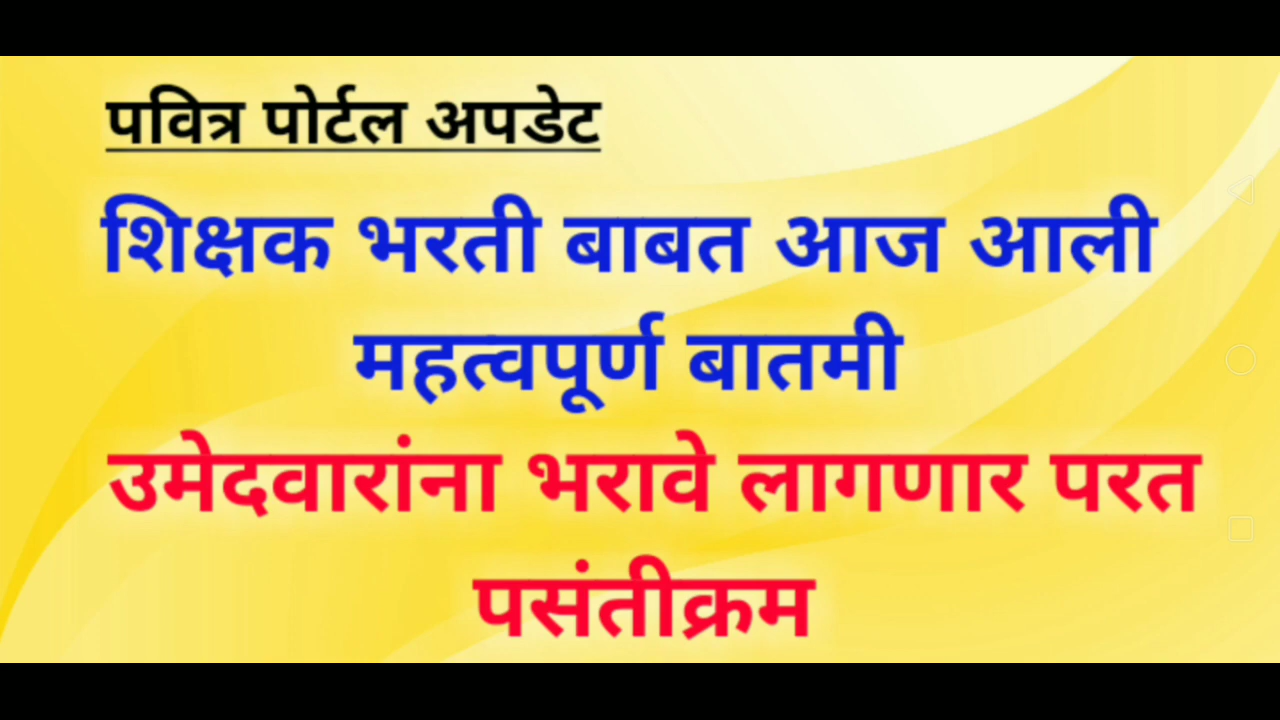 पवित्र पोर्टल अपडेट
शिक्षक भरती बाबत आज आली
महत्वपूर्ण बातमी
उमेदवारांना भरावे लागणार परत
पसंतीक्रम